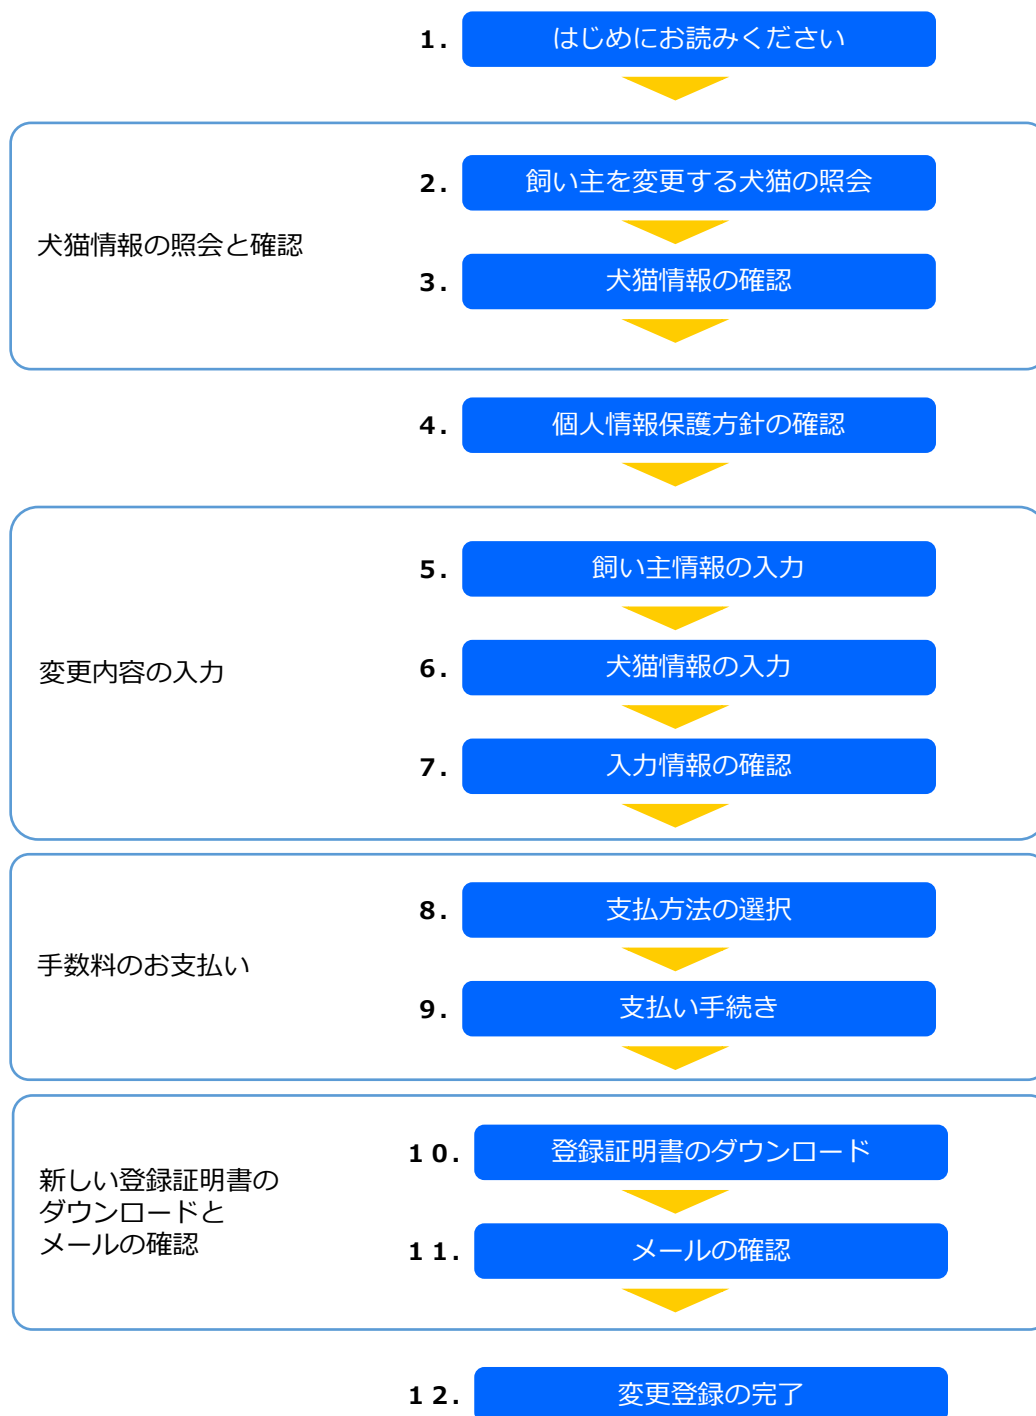 1. はじめにお読みください
2. 飼い主を変更する犬猫の照会
犬猫情報の照会と確認
3. 犬猫情報の確認
4. 個人情報保護方針の確認
5. 飼い主情報の入力
変更内容の入力
6. 犬猫情報の入力
7. 入力情報の確認
8. 支払方法の選択
手数料のお支払い
9. 支払い手続き
10. 登録証明書のダウンロード
新しい登録証明書の
ダウンロードと
メールの確認
11. メールの確認
12. 変更登録の完了